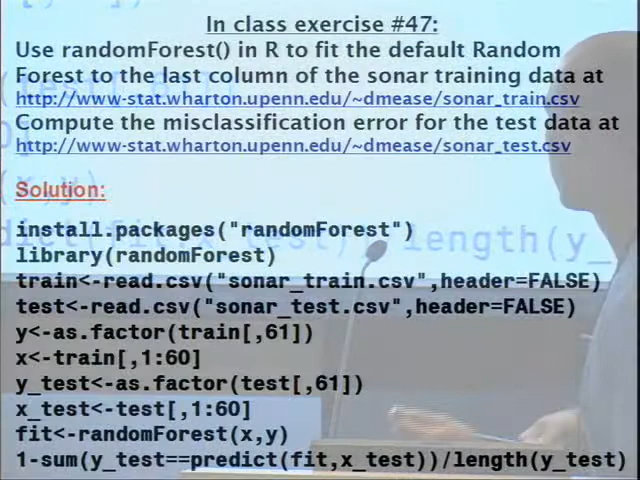 In class exercise #47:
Use randomForest() in R to fit the default Random
Forest to the last column of the sonar training data at
http://www-stat.wharton.upenn.edu/~dmease/sonar_train.csv
Compute the misclassification error for the test data at
http://www-stat.wharton.upenn.edu/~dmease/sonar_test.csv
Solution:
install.packages("randomForest")
library(randomForest)
train<-read.csv("sonar_train.csv",header=FALSE)
test<-read.csv("sonar_test.csv",header=FALSE)
y<-as.factor(train[,61])
x<-train[,1:60]
y_test<-as.factor(test[,61])
x_test<-test[,1:60]
fit<-randomForest(x,y)
1-sum(y_test==predict(fit,x_test))/length(y_test)